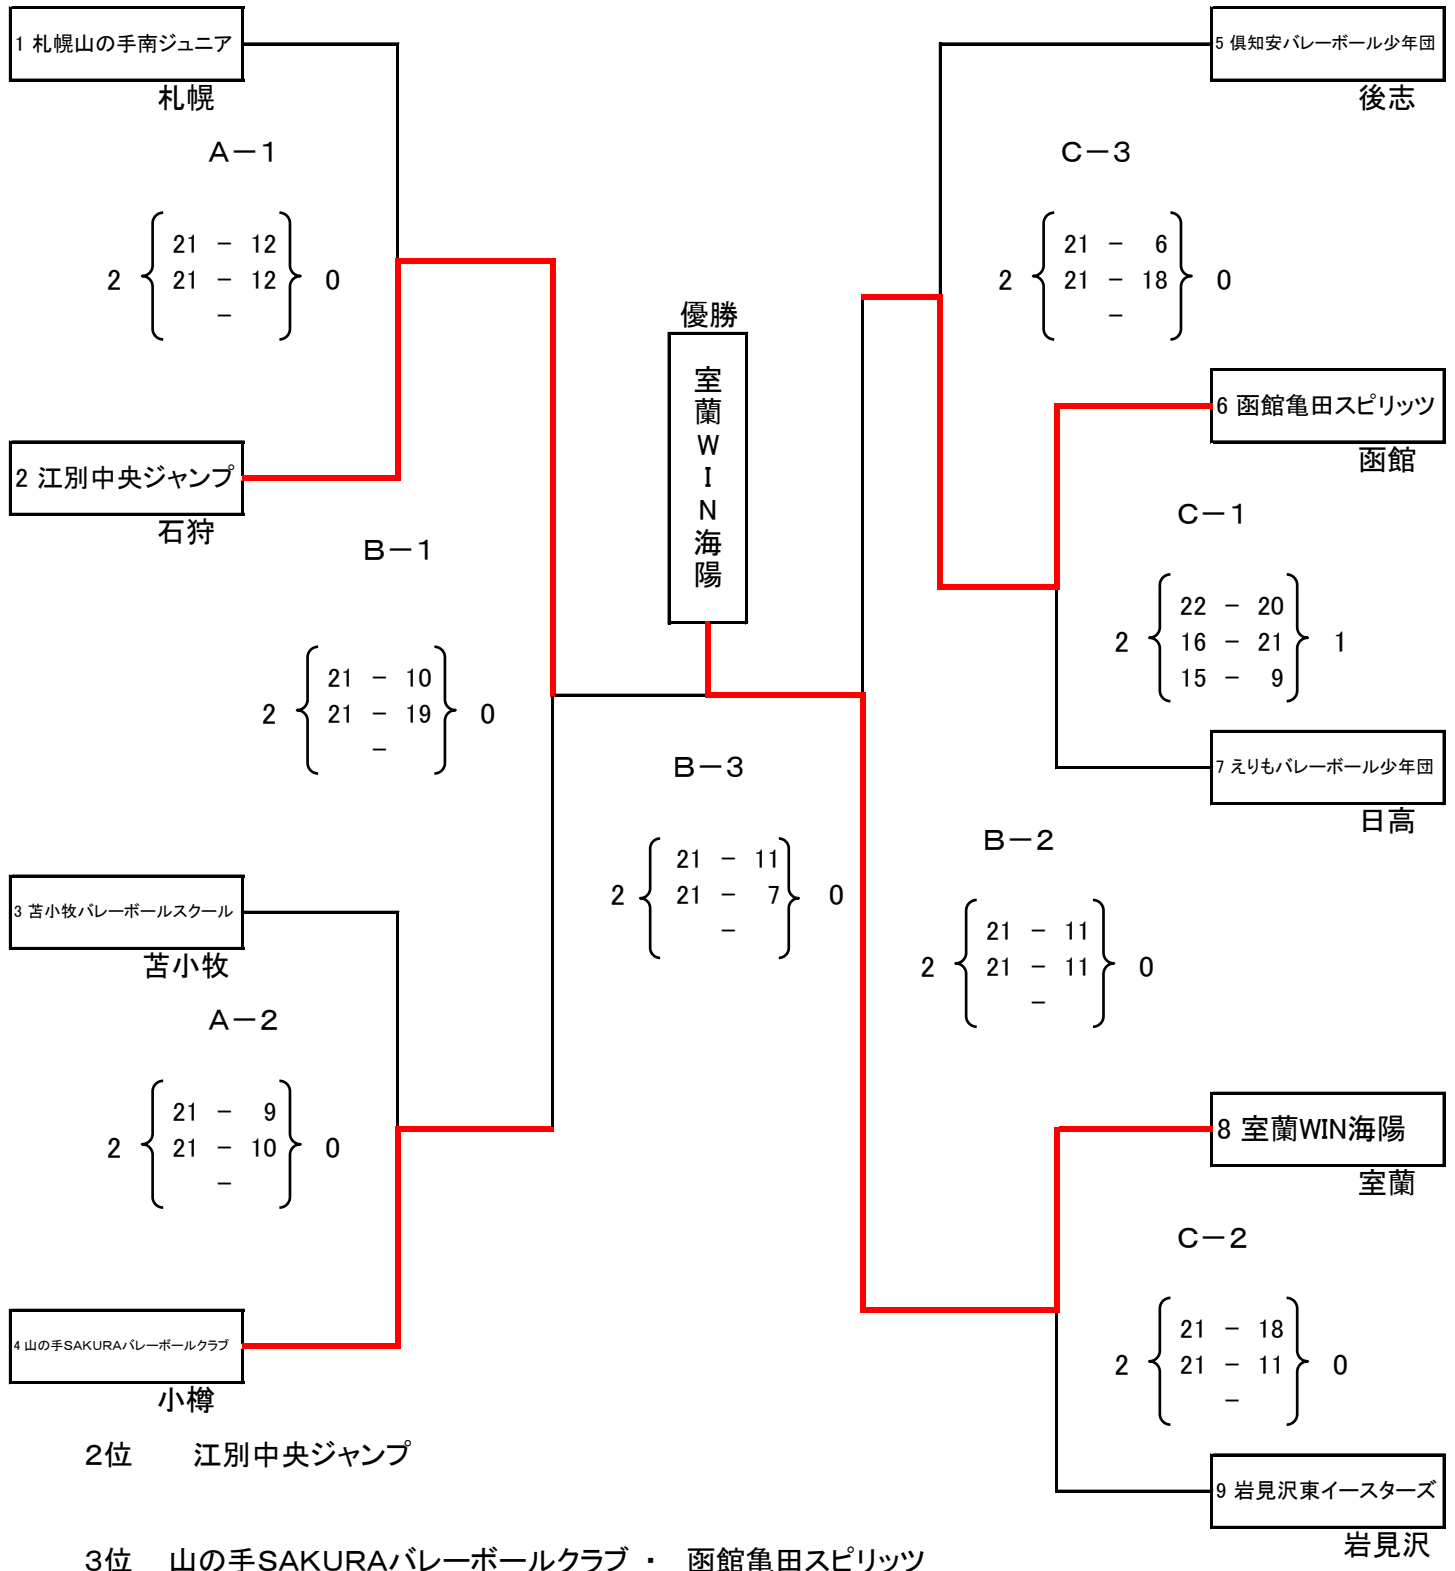 1 札幌山の手南ジュニア
札幌
A－1
2 21 － 12 0
21 － 12
－
2 江別中央ジャンプ
石狩
B－1
2 21 － 10 0
21 － 19
－
3 苫小牧バレーボールスクール
苫小牧
A－2
2 21 － 9 0
21 － 10
－
4 山の手SAKURAバレーボールクラブ
小樽
優勝
室蘭WIN海陽
B－3
2 21 － 11 0
21 － 7
－
5 倶知安バレーボール少年団
後志
C－3
2 21 － 6 0
21 － 18
－
6 函館亀田スピリッツ
函館
C－1
22 － 20
2 16 － 21 1
15 － 9
7 えりもバレーボール少年団
日高
B－2
2 21 － 11 0
21 － 11
－
8 室蘭WIN海陽
室蘭
C－2
2 21 － 18 0
21 － 11
－
9 岩見沢東イースターズ
岩見沢
2位 江別中央ジャンプ
3位 山の手SAKURAバレーボールクラブ ・ 函館亀田スピリッツ